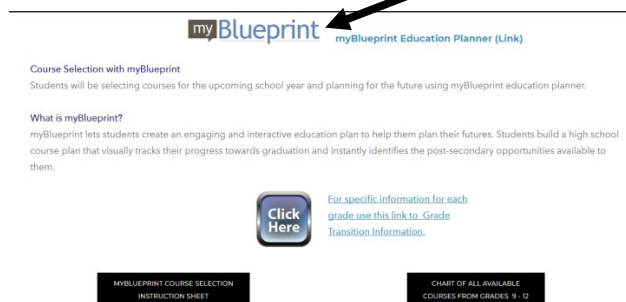 myBlueprint myBlueprint Education Planner (Link)
Course Selection with myBlueprint
Students will be selecting courses for the upcoming school year and planning for the future using myBlueprint education planner.
What is myBlueprint?
myBlueprint lets students create an engaging and interactive education plan to help them plan their futures. Students build a high school
course plan that visually tracks their progress towards graduation and instantly identifies the post-secondary opportunities available to
them.
Click
Here
For specific information for each
grade use this link to Grade
Transition Information.
MYBLUEPRINT COURSE SELECTION
INSTRUCTION SHEET
CHART OF ALL AVAILABLE
COURSES FROM GRADES 9 - 12